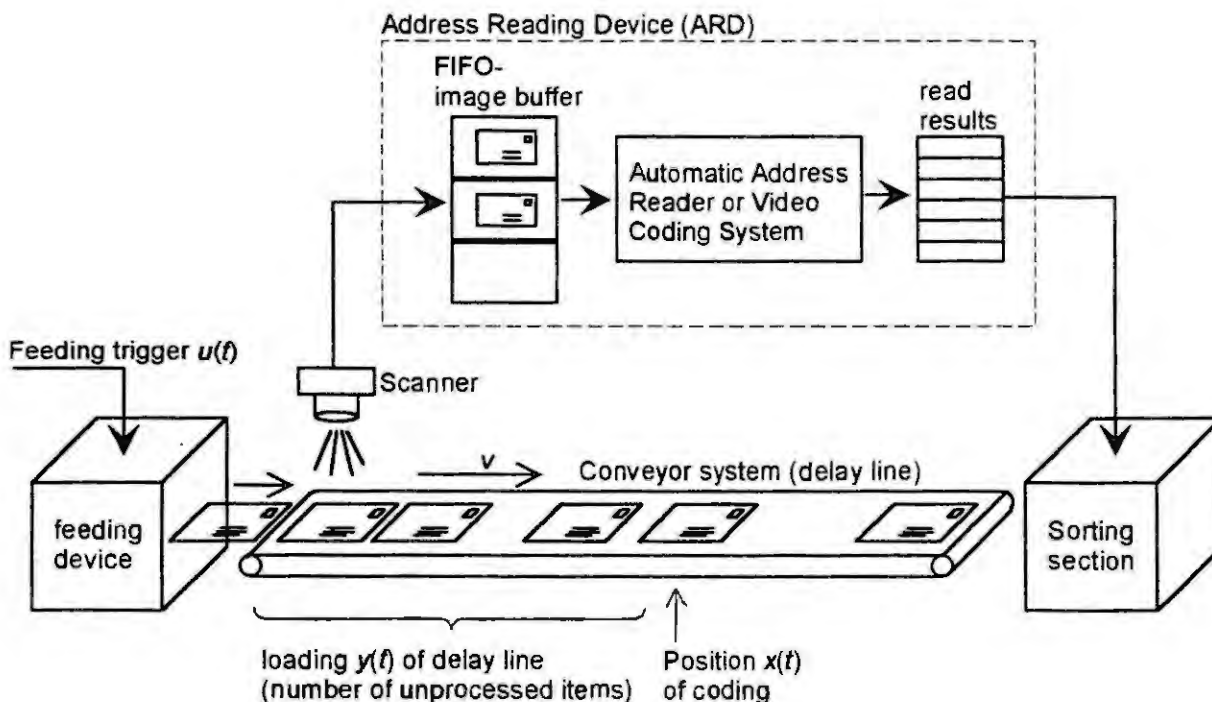 Address Reading Device (ARD)
FIFO-
image buffer
read
results
Automatic Address
Reader or Video
Coding System
Feeding trigger u(t)
Scanner
v
Conveyor system (delay line)
feeding
device
Sorting
section
loading y(t) of delay line
(number of unprocessed items)
Position x(t)
of coding